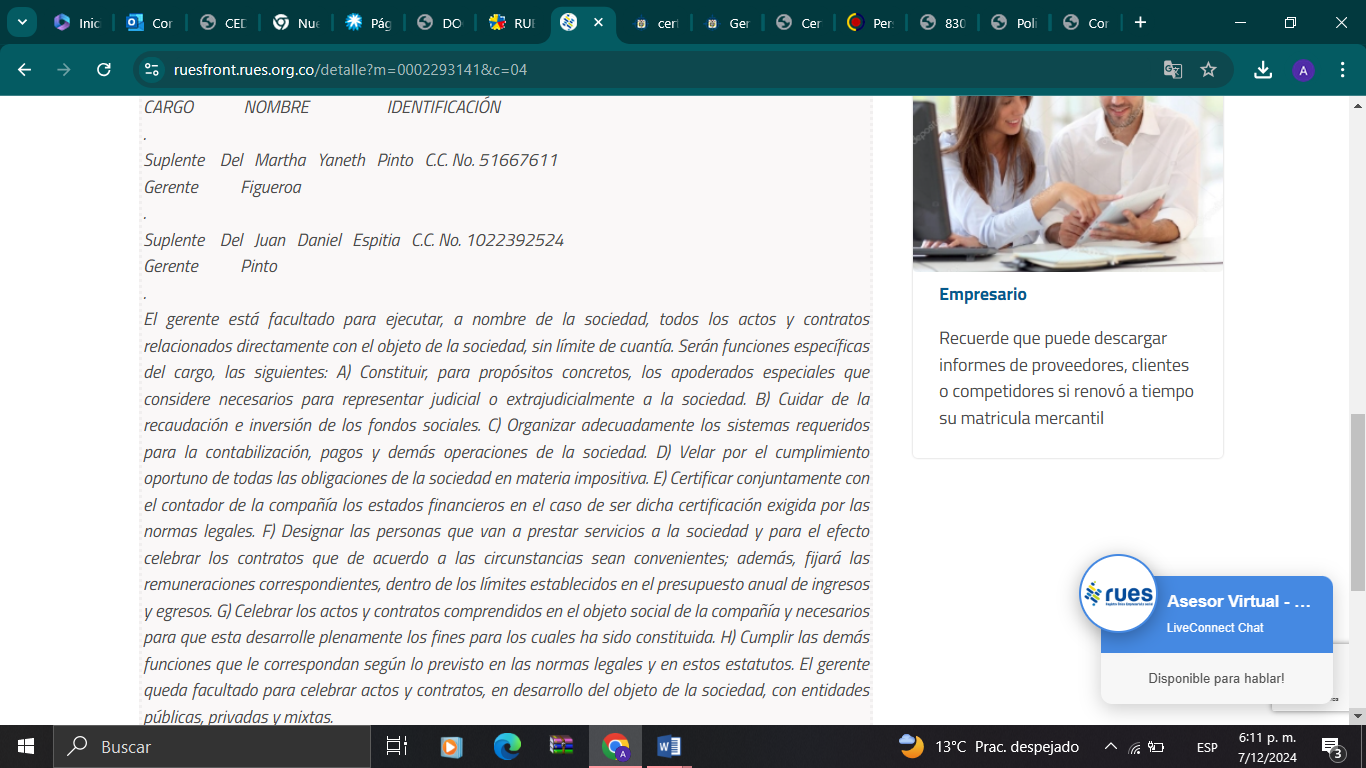 Inic
Cor
CED
Nue
Pág
DO
RUE
cert
Ger
Cer
Pers
830
Polí
Cor
ruesfront.rues.org.co/detalle?m=0002293141&c=04
A
CARGO NOMBRE IDENTIFICACIÓN
.
Suplente Del Martha Yaneth Pinto C.C. No. 51667611
Gerente Figueroa
.
Suplente Del Juan Daniel Espitia C.C. No. 1022392524
Gerente Pinto
.
El gerente está facultado para ejecutar, a nombre de la sociedad, todos los actos y contratos
relacionados directamente con el objeto de la sociedad, sin límite de cuantía. Serán funciones específicas
del cargo, las siguientes: A) Constituir, para propósitos concretos, los apoderados especiales que
considere necesarios para representar judicial o extrajudicialmente a la sociedad. B) Cuidar de la
recaudación e inversión de los fondos sociales. C) Organizar adecuadamente los sistemas requeridos
para la contabilización, pagos y demás operaciones de la sociedad. D) Velar por el cumplimiento
oportuno de todas las obligaciones de la sociedad en materia impositiva. E) Certificar conjuntamente con
el contador de la compañía los estados financieros en el caso de ser dicha certificación exigida por las
normas legales. F) Designar las personas que van a prestar servicios a la sociedad y para el efecto
celebrar los contratos que de acuerdo a las circunstancias sean convenientes; además, fijará las
remuneraciones correspondientes, dentro de los límites establecidos en el presupuesto anual de ingresos
y egresos. G) Celebrar los actos y contratos comprendidos en el objeto social de la compañía y necesarios
para que esta desarrolle plenamente los fines para los cuales ha sido constituida. H) Cumplir las demás
funciones que le correspondan según lo previsto en las normas legales y en estos estatutos. El gerente
queda facultado para celebrar actos y contratos, en desarrollo del objeto de la sociedad, con entidades
públicas, privadas y mixtas.
Empresario
Recuerde que puede descargar
informes de proveedores, clientes
o competidores si renovó a tiempo
su matricula mercantil
rues
Asesor Virtual - ...
LiveConnect Chat
Disponible para hablar!
Buscar
13°C Prac. despejado
ESP
6:11 p. m.
7/12/2024
3